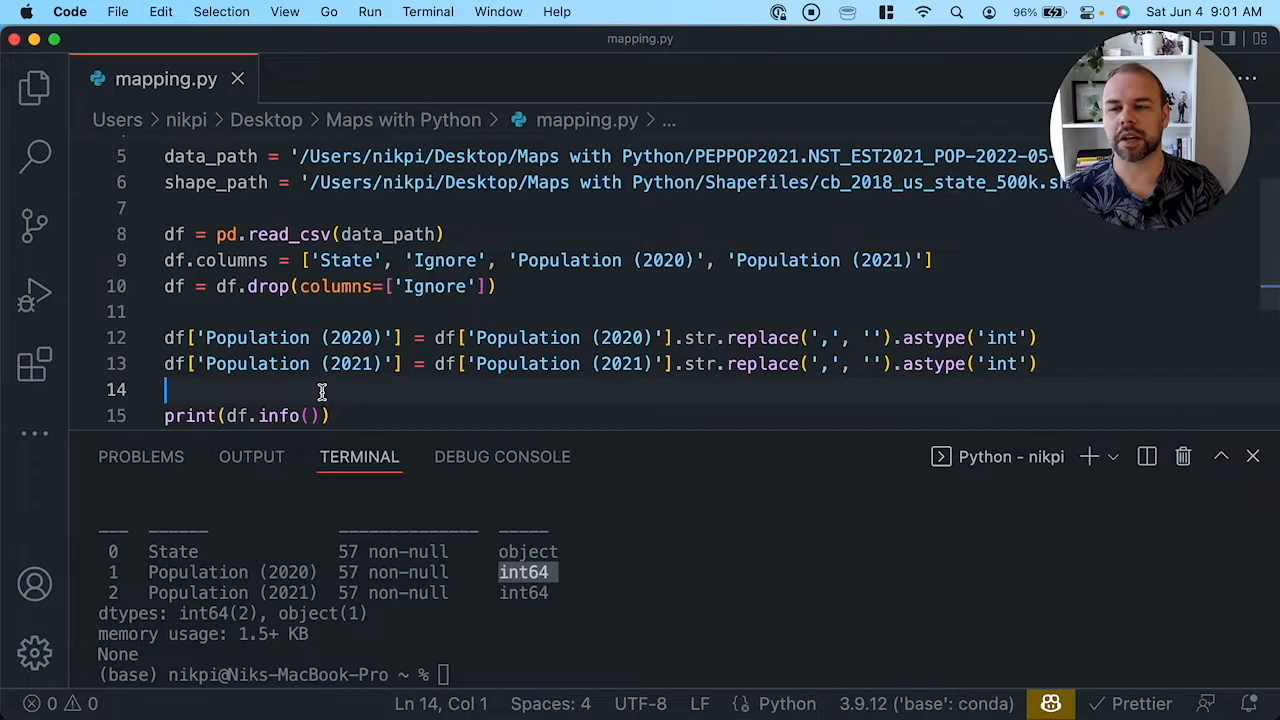 Code File Edit Selection View Go Run Terminal Window Help 96% Sat Jun 4 9:01 AM
mapping.py
mapping.py
Users > nikpi > Desktop > Maps with Python > mapping.py > ...
5 data_path = '/Users/nikpi/Desktop/Maps with Python/PEPPOP2021.NST_EST2021_POP-2022-05-
6 shape_path = '/Users/nikpi/Desktop/Maps with Python/Shapefiles/cb_2018_us_state_500k.sh
7
8 df = pd.read_csv(data_path)
9 df.columns = ['State', 'Ignore', 'Population (2020)', 'Population (2021)']
10 df = df.drop(columns=['Ignore'])
11
12 df['Population (2020)'] = df['Population (2020)'].str.replace(',', '').astype('int')
13 df['Population (2021)'] = df['Population (2021)'].str.replace(',', '').astype('int')
14
15 print(df.info())
PROBLEMS OUTPUT TERMINAL DEBUG CONSOLE Python - nikpi
--- ------ -------------- -----
0 State 57 non-null object
1 Population (2020) 57 non-null int64
2 Population (2021) 57 non-null int64
dtypes: int64(2), object(1)
memory usage: 1.5+ KB
None
(base) nikpi@Niks-MacBook-Pro ~ %
0 0 Ln 14, Col 1 Spaces: 4 UTF-8 LF Python 3.9.12 ('base': conda) Prettier